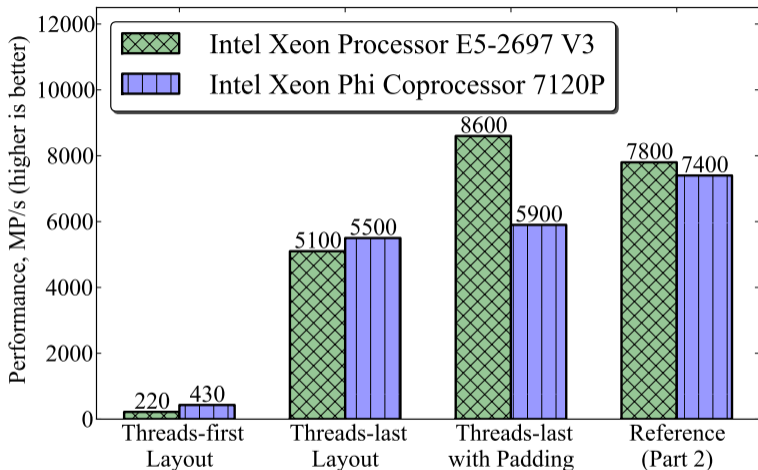 Performance, MP/s (higher is better)
12000
10000
8000
6000
4000
2000
0
Intel Xeon Processor E5-2697 V3
Intel Xeon Phi Coprocessor 7120P
220
430
5100
5500
8600
5900
7800
7400
Threads-first
Layout
Threads-last
Layout
Threads-last
with Padding
Reference
(Part 2)